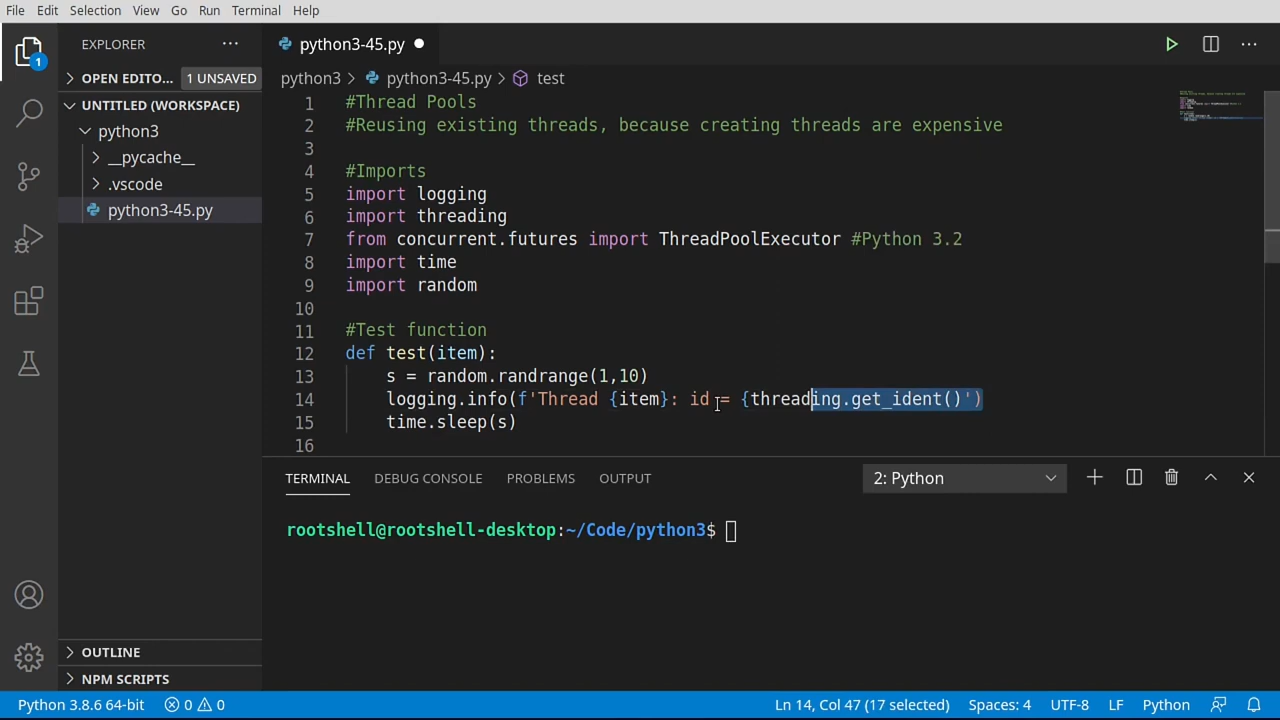 File Edit Selection View Go Run Terminal Help
EXPLORER
python3-45.py
1
OPEN EDITO... 1 UNSAVED
python3 > python3-45.py > test
UNTITLED (WORKSPACE)
python3
__pycache__
.vscode
python3-45.py
1 #Thread Pools
2 #Reusing existing threads, because creating threads are expensive
3
4 #Imports
5 import logging
6 import threading
7 from concurrent.futures import ThreadPoolExecutor #Python 3.2
8 import time
9 import random
10
11 #Test function
12 def test(item):
13 s = random.randrange(1,10)
14 logging.info(f'Thread {item}: id = {threading.get_ident()')
15 time.sleep(s)
16
TERMINAL DEBUG CONSOLE PROBLEMS OUTPUT 2: Python
rootshell@rootshell-desktop:~/Code/python3$
OUTLINE
NPM SCRIPTS
Python 3.8.6 64-bit 0 0 Ln 14, Col 47 (17 selected) Spaces: 4 UTF-8 LF Python